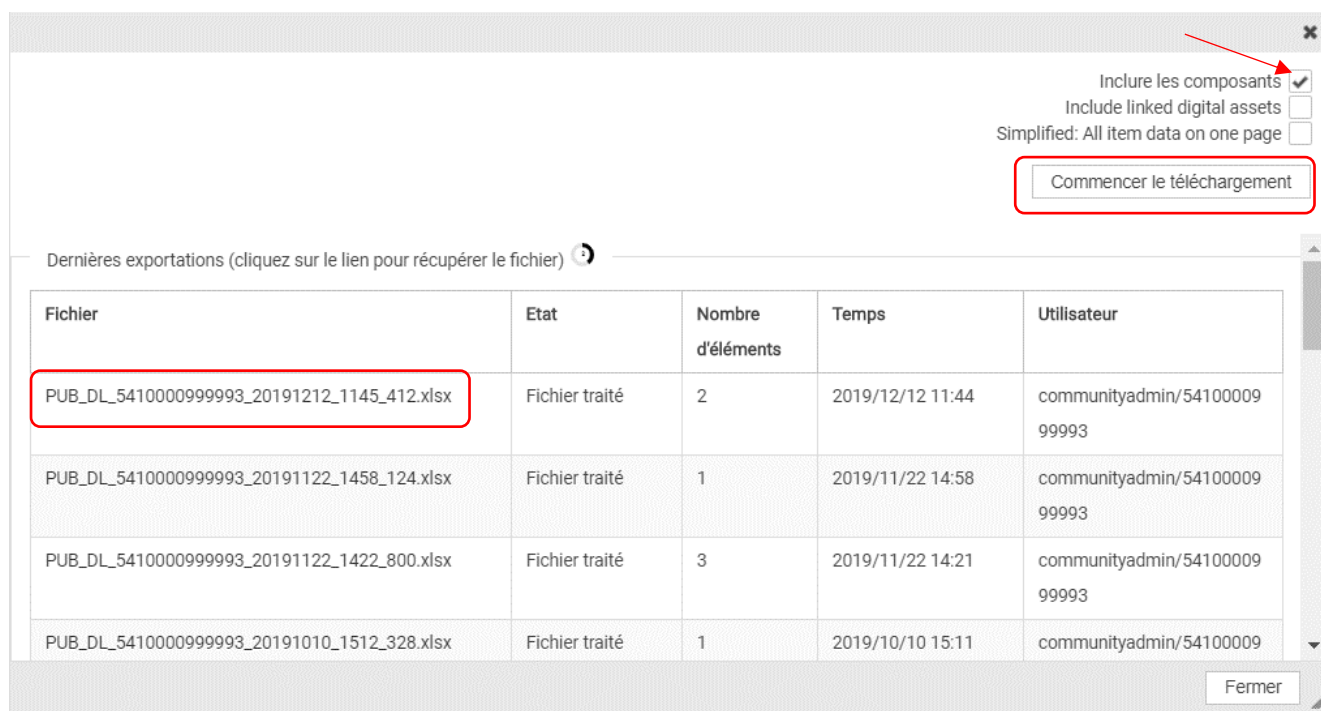 Inclure les composants
Include linked digital assets
Simplified: All item data on one page
Commencer le téléchargement
Dernières exportations (cliquez sur le lien pour récupérer le fichier)
Fichier Etat Nombre d'éléments Temps Utilisateur
PUB_DL_5410000999993_20191212_1145_412.xlsx Fichier traité 2 2019/12/12 11:44 communityadmin/54100009
99993
PUB_DL_5410000999993_20191122_1458_124.xlsx Fichier traité 1 2019/11/22 14:58 communityadmin/54100009
99993
PUB_DL_5410000999993_20191122_1422_800.xlsx Fichier traité 3 2019/11/22 14:21 communityadmin/54100009
99993
PUB_DL_5410000999993_20191010_1512_328.xlsx Fichier traité 1 2019/10/10 15:11 communityadmin/54100009
Fermer